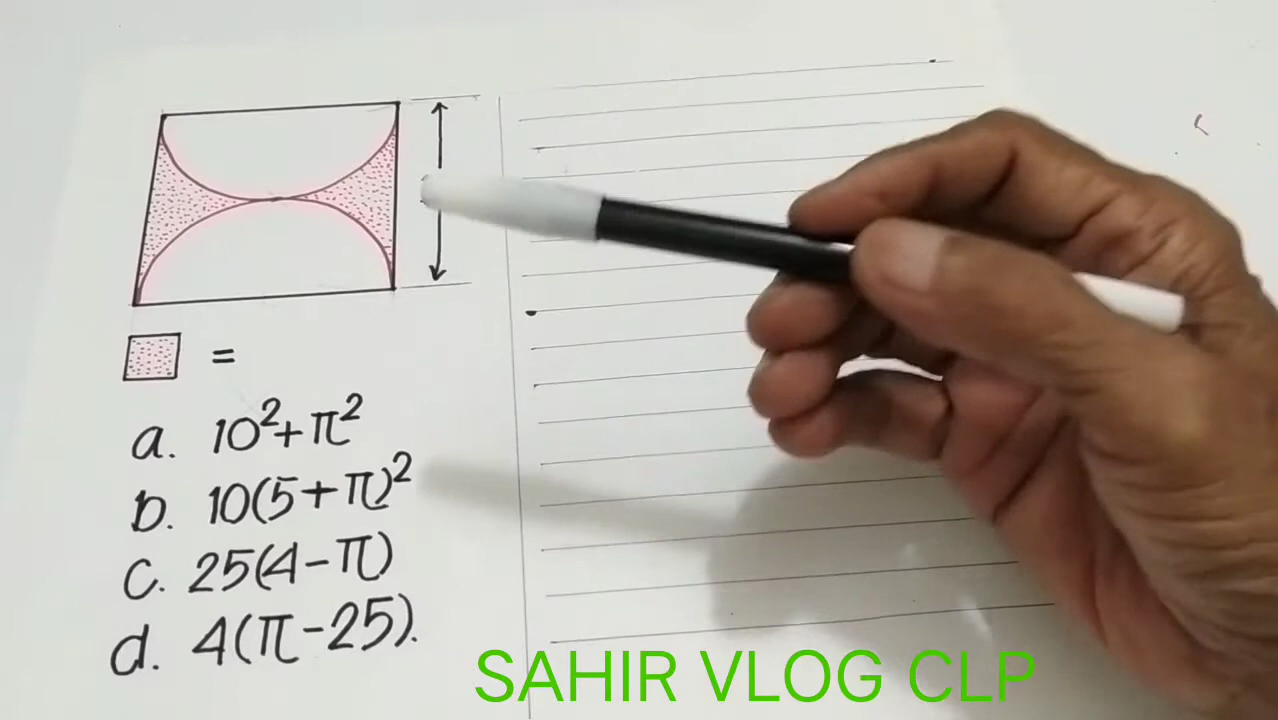 =
a. 10²+π²
b. 10(5+π)²
c. 25(4-π)
d. 4(π-25).
SAHIR VLOG CLP